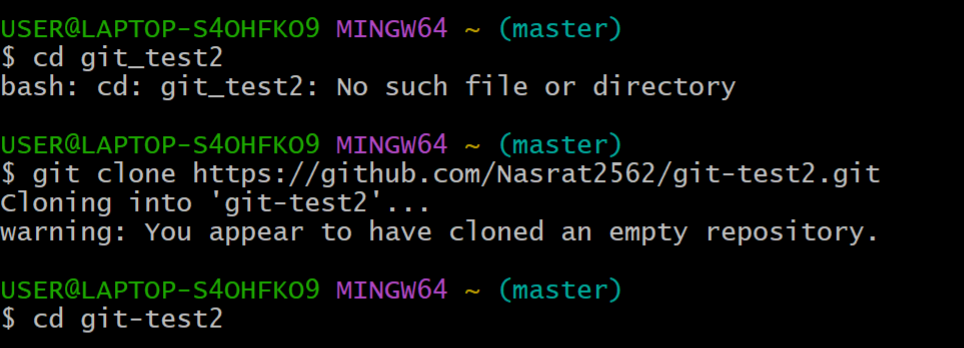 USER@LAPTOP-S4OHFKO9 MINGW64 ~ (master)
$ cd git_test2
bash: cd: git_test2: No such file or directory
USER@LAPTOP-S4OHFKO9 MINGW64 ~ (master)
$ git clone https://github.com/Nasrat2562/git-test2.git
Cloning into 'git-test2'...
warning: You appear to have cloned an empty repository.
USER@LAPTOP-S4OHFKO9 MINGW64 ~ (master)
$ cd git-test2